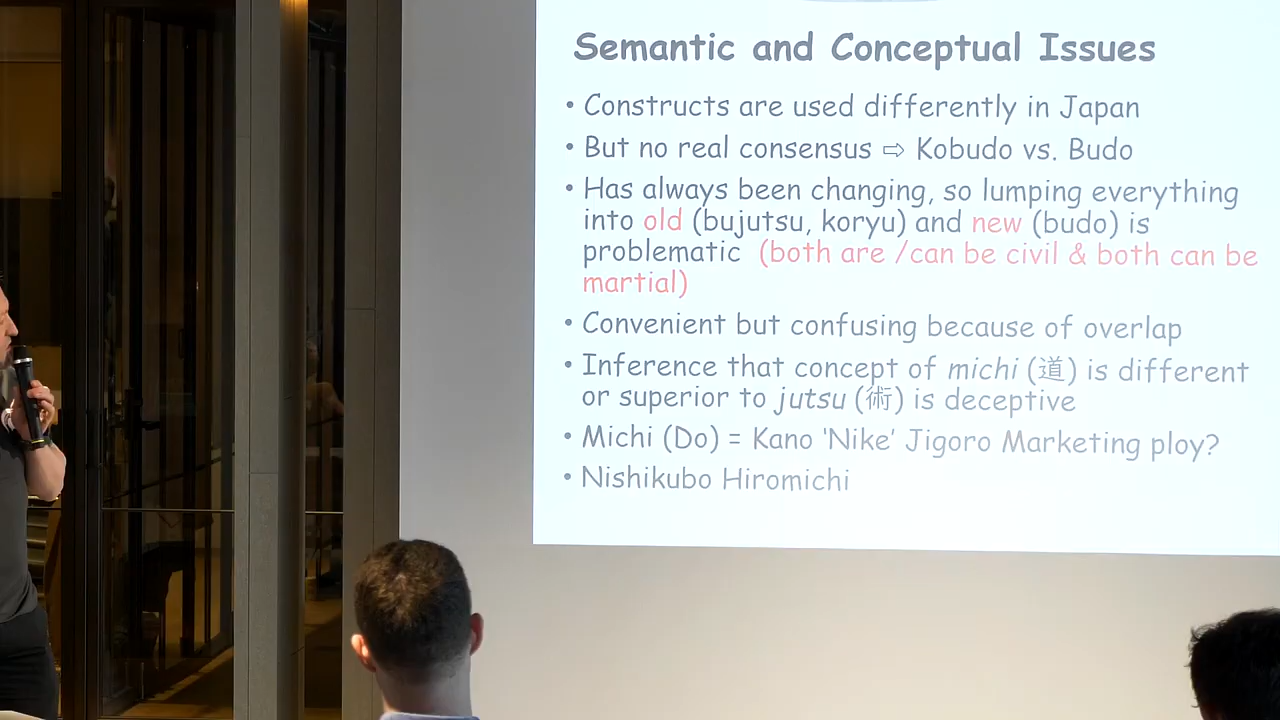 Semantic and Conceptual Issues
• Constructs are used differently in Japan
• But no real consensus ⇨ Kobudo vs. Budo
• Has always been changing, so lumping everything
into old (bujutsu, koryu) and new (budo) is
problematic (both are /can be civil & both can be
martial)
• Convenient but confusing because of overlap
• Inference that concept of michi (道) is different
or superior to jutsu (術) is deceptive
• Michi (Do) = Kano ‘Nike’ Jigoro Marketing ploy?
• Nishikubo Hiromichi